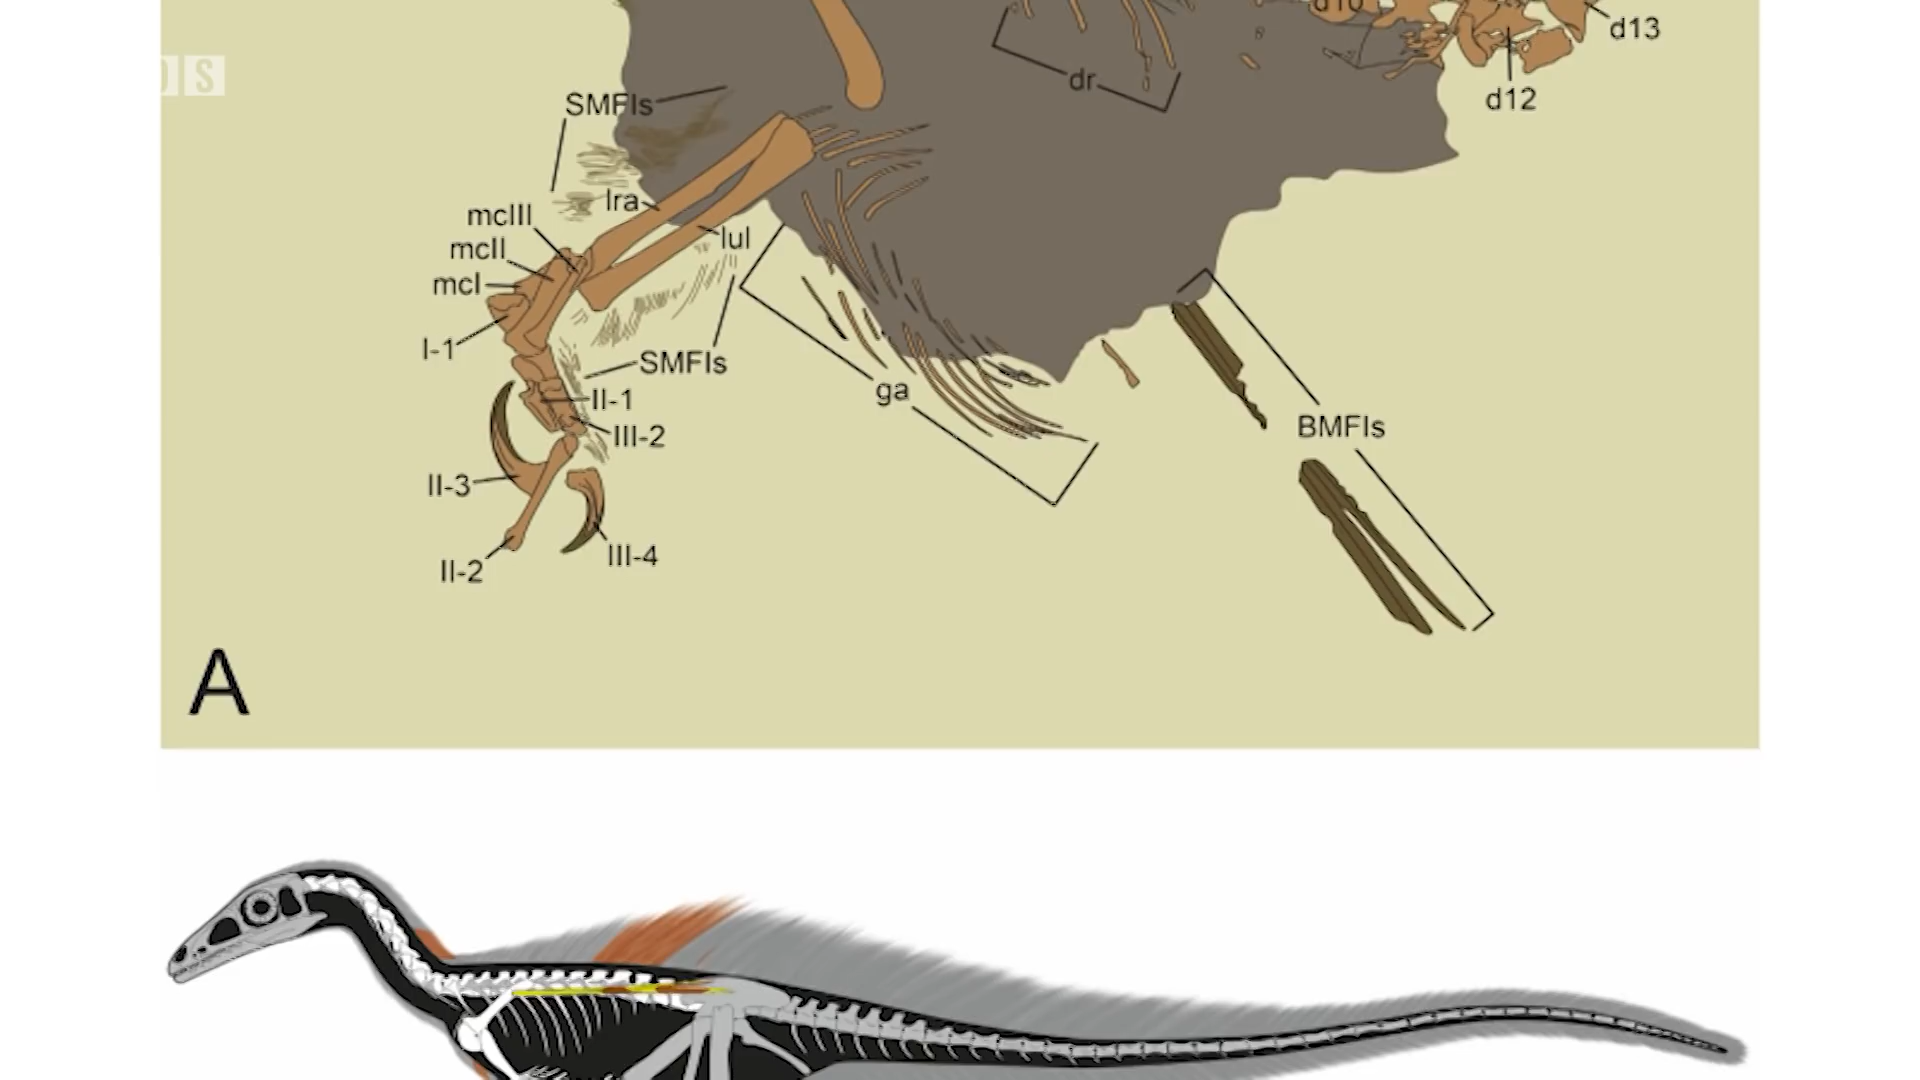 S
d13
dr
SMFIs
d12
lra
mcIII
lul
mcII
mcI
I-1
SMFIs
ga
II-1
BMFIs
III-2
II-3
III-4
II-2
A